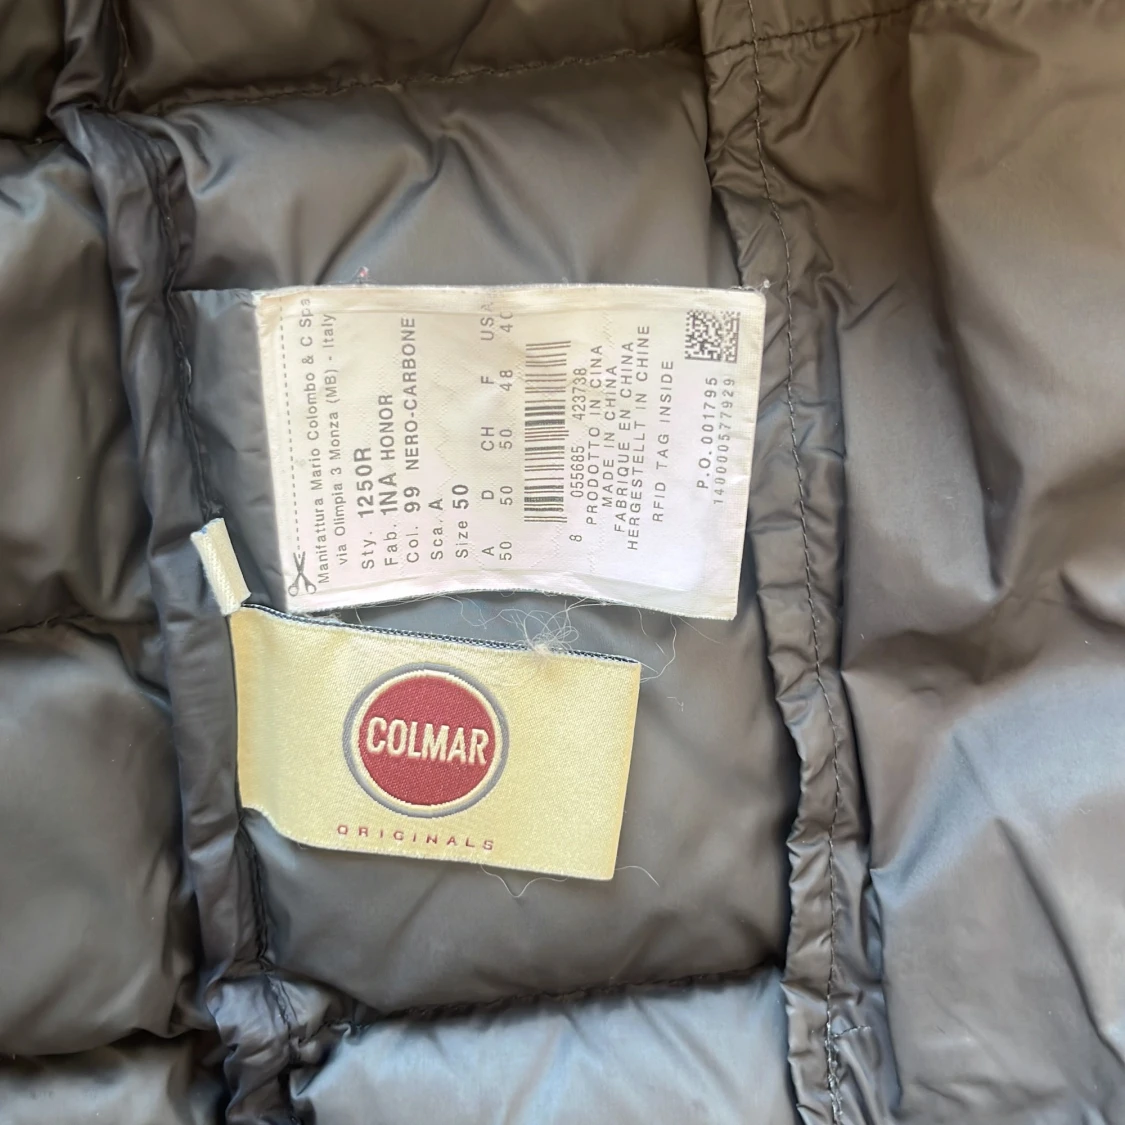 Manifattura Mario Colombo & C Spa
via Olimpia 3 Monza (MB) - Italy
Sty. 1250R
Fab. 1NA HONOR
Col. 99 NERO-CARBONE
Sca. A
Size 50
A D CH F USA
50 50 50 48 40
8 055685 423738
PRODOTTO IN CINA
MADE IN CHINA
FABRIQUE EN CHINA
HERGESTELLT IN CHINE
RFID TAG INSIDE
P.O. 001795
1400005577929
COLMAR
ORIGINALS